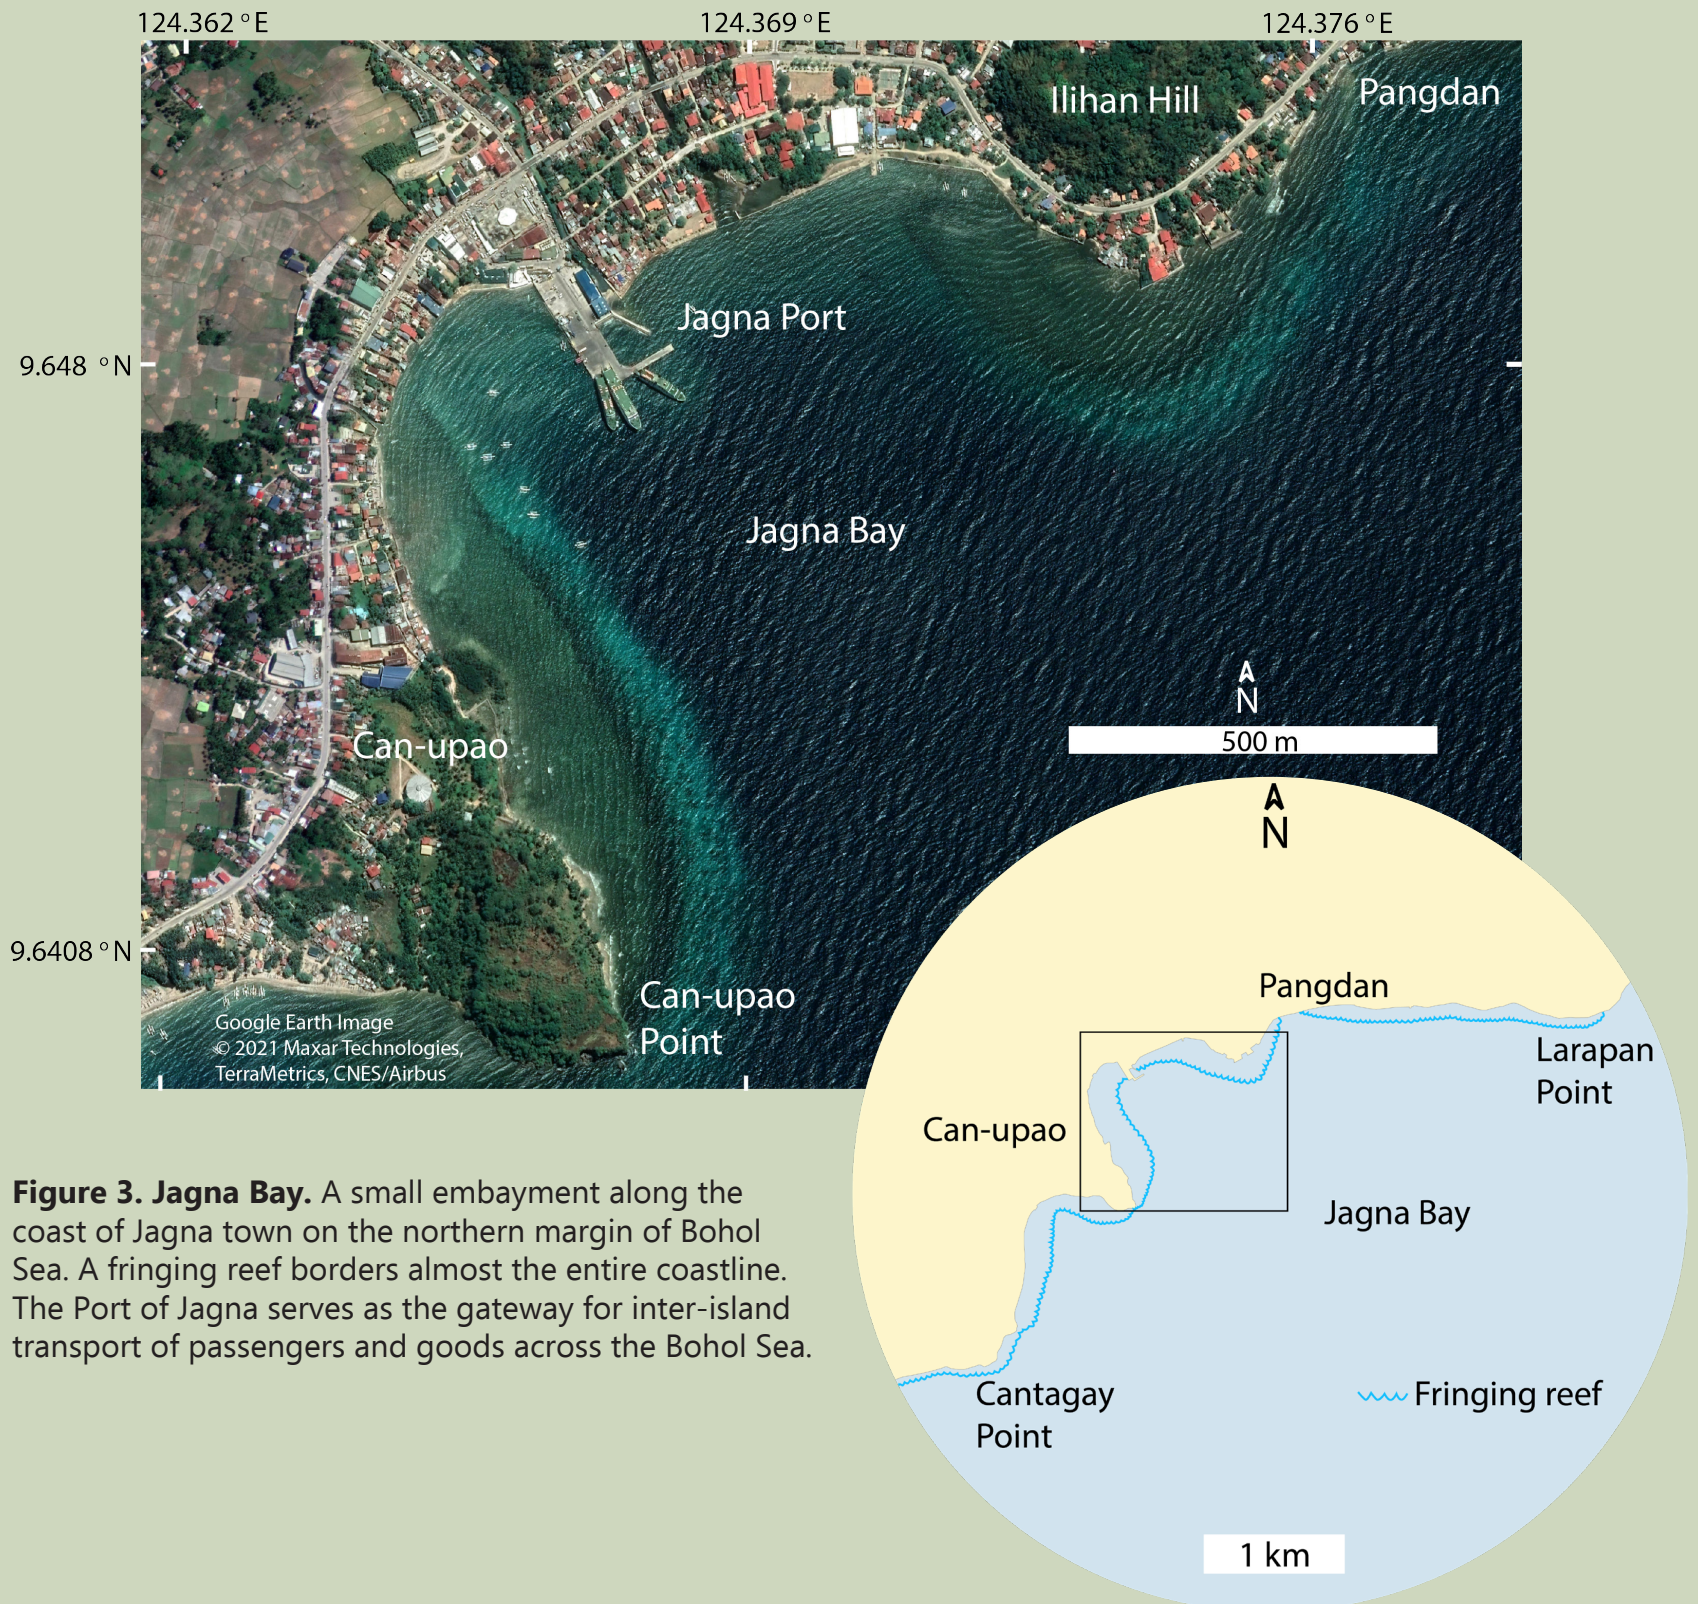 124.362 °E
124.369 °E
124.376 °E
Ilihan Hill
Pangdan
Jagna Port
9.648 °N
Jagna Bay
N
500 m
Can-upao
9.6408 °N
Can-upao
Point
Google Earth Image
© 2021 Maxar Technologies,
TerraMetrics, CNES/Airbus
N
Pangdan
Larapan
Point
Can-upao
Jagna Bay
Cantagay
Point
Fringing reef
1 km
Figure 3. Jagna Bay. A small embayment along the
coast of Jagna town on the northern margin of Bohol
Sea. A fringing reef borders almost the entire coastline.
The Port of Jagna serves as the gateway for inter-island
transport of passengers and goods across the Bohol Sea.